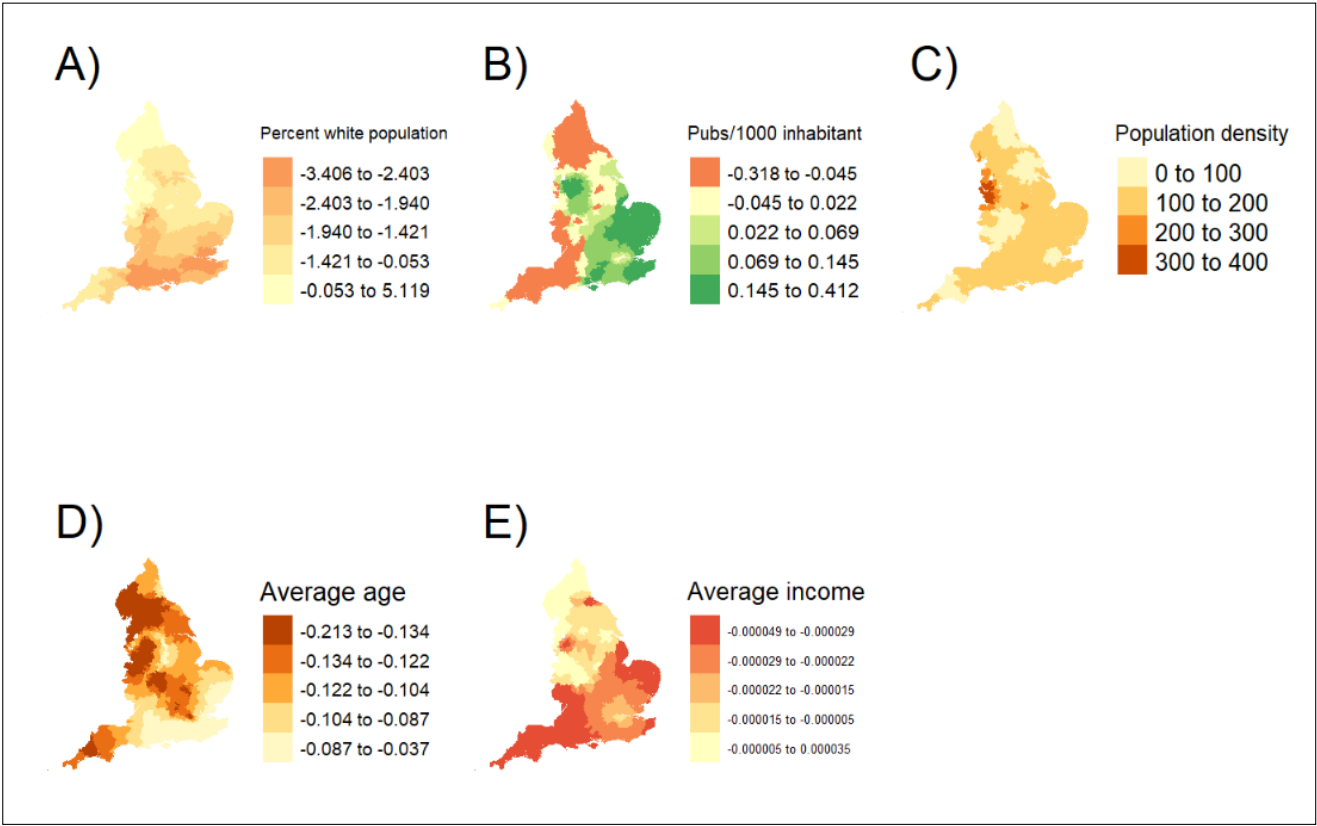 A)
Percent white population
-3.406 to -2.403
-2.403 to -1.940
-1.940 to -1.421
-1.421 to -0.053
-0.053 to 5.119
B)
Pubs/1000 inhabitant
-0.318 to -0.045
-0.045 to 0.022
0.022 to 0.069
0.069 to 0.145
0.145 to 0.412
C)
Population density
0 to 100
100 to 200
200 to 300
300 to 400
D)
Average age
-0.213 to -0.134
-0.134 to -0.122
-0.122 to -0.104
-0.104 to -0.087
-0.087 to -0.037
E)
Average income
-0.000049 to -0.000029
-0.000029 to -0.000022
-0.000022 to -0.000015
-0.000015 to -0.000005
-0.000005 to 0.000035